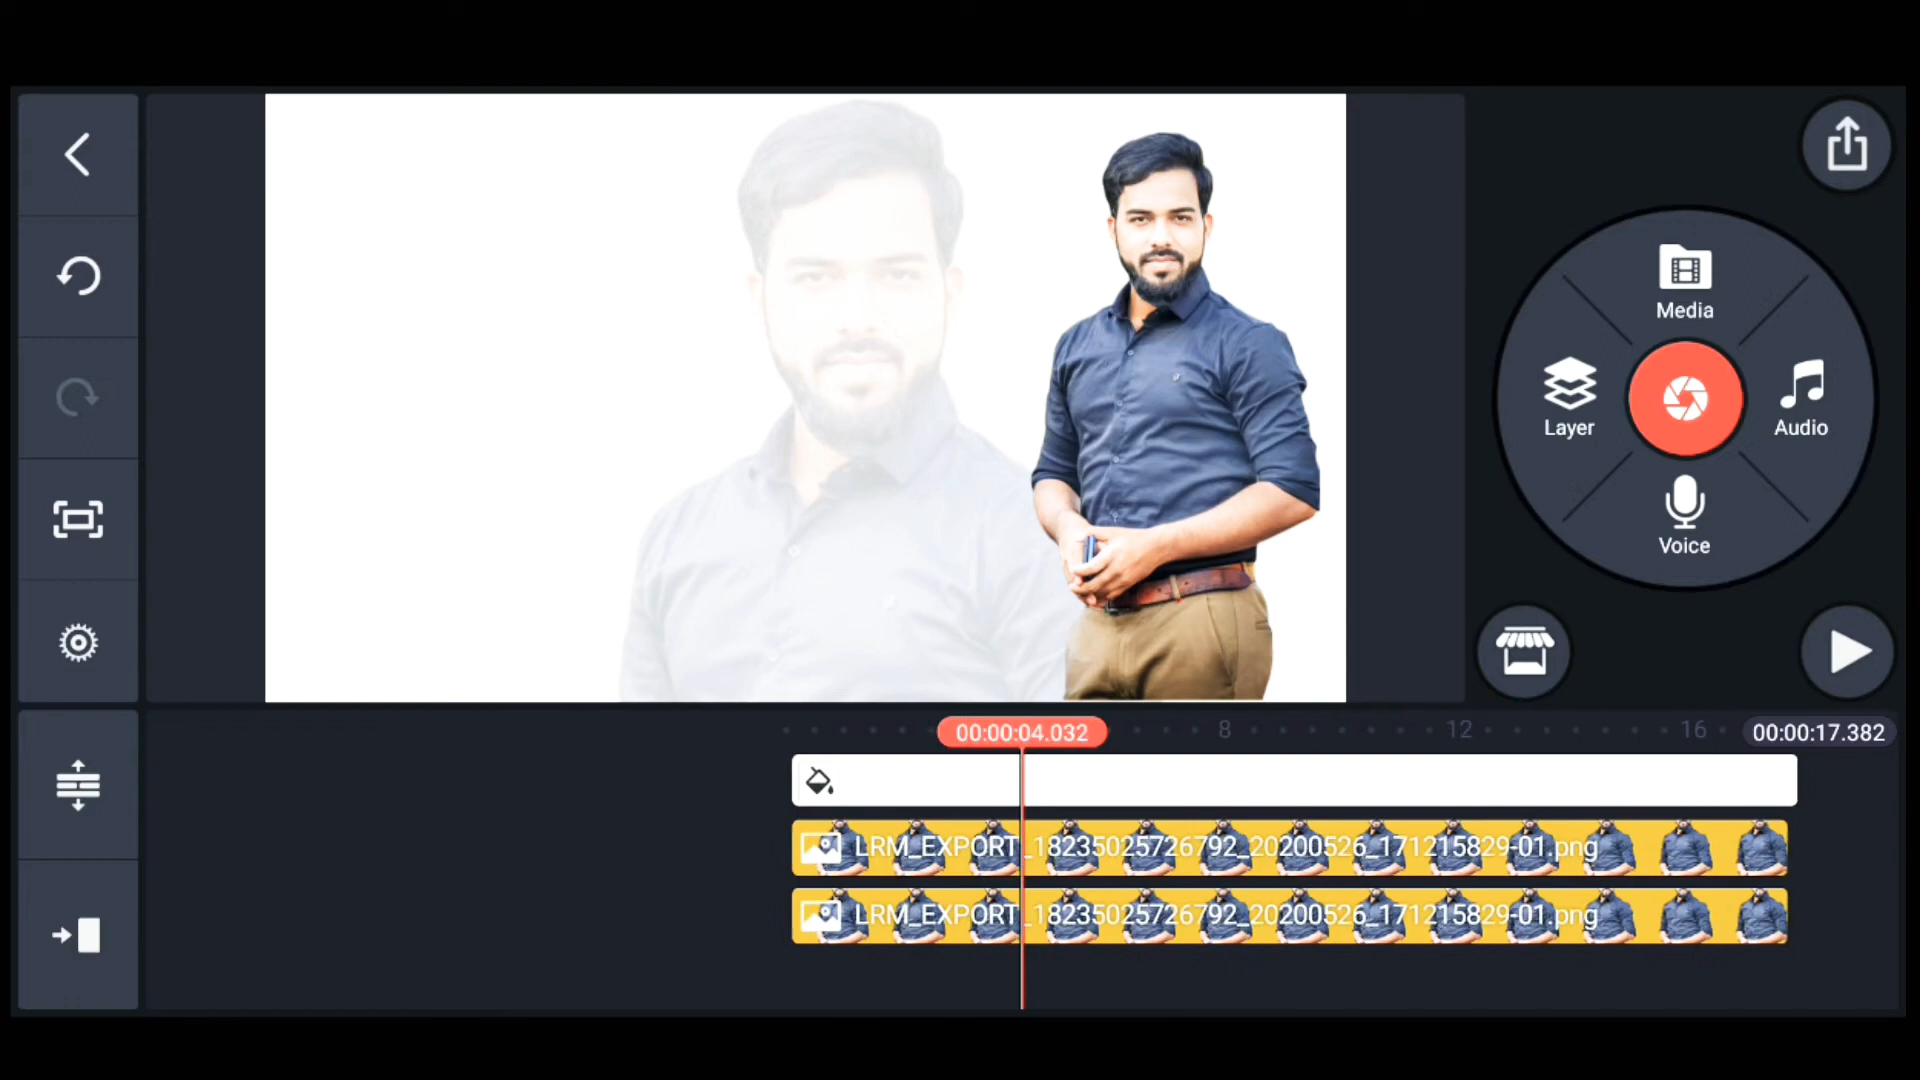 Media
Layer
Audio
Voice
00:00:04.032
8
12
16
00:00:17.382
LRM_EXPORT_18235025726792_20200526_171215829-01.png
LRM_EXPORT_18235025726792_20200526_171215829-01.png